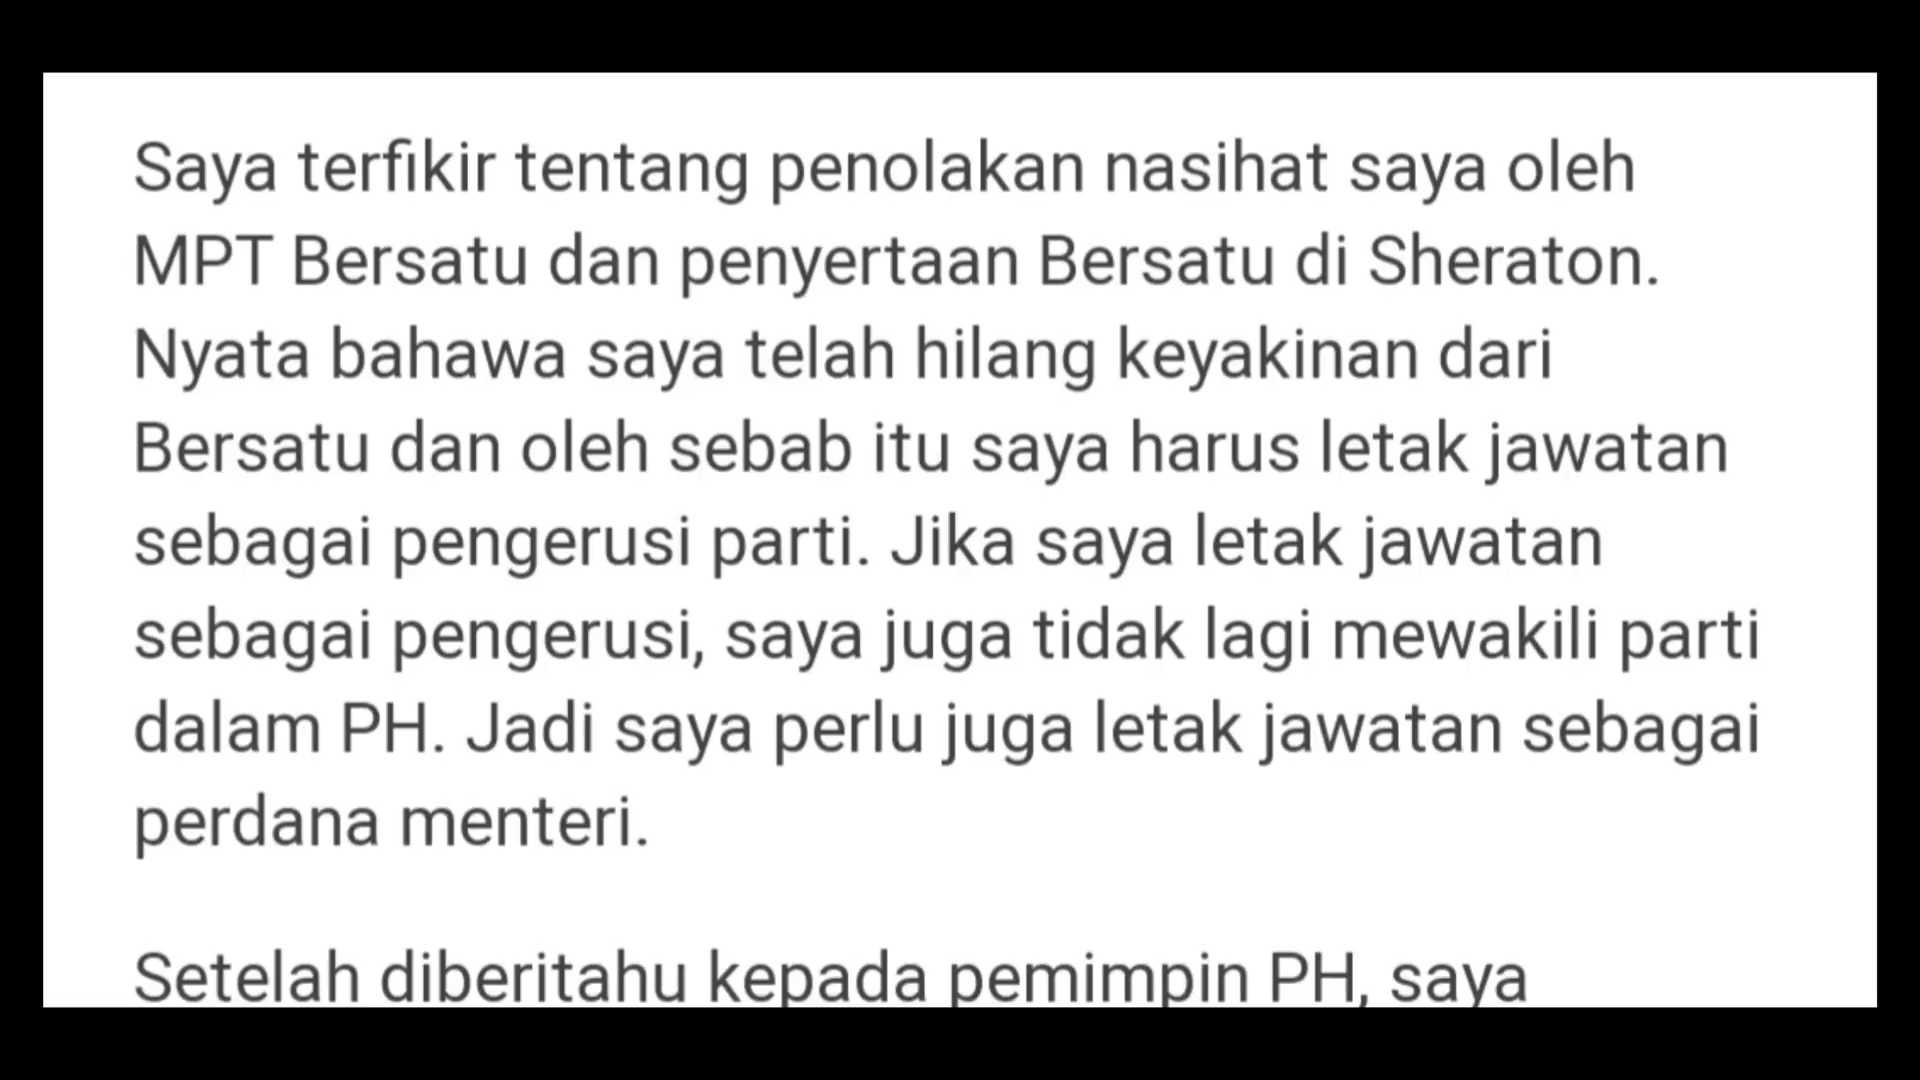 Saya terfikir tentang penolakan nasihat saya oleh
MPT Bersatu dan penyertaan Bersatu di Sheraton.
Nyata bahawa saya telah hilang keyakinan dari
Bersatu dan oleh sebab itu saya harus letak jawatan
sebagai pengerusi parti. Jika saya letak jawatan
sebagai pengerusi, saya juga tidak lagi mewakili parti
dalam PH. Jadi saya perlu juga letak jawatan sebagai
perdana menteri.
Setelah diberitahu kepada pemimpin PH, saya